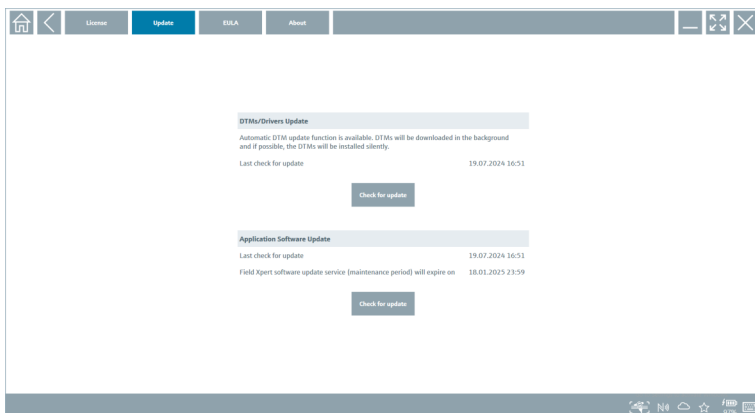 License
Update
EULA
About
DTMs/Drivers Update
Automatic DTM update function is available. DTMs will be downloaded in the background
and if possible, the DTMs will be installed silently.
Last check for update 19.07.2024 16:51
Check for update
Application Software Update
Last check for update 19.07.2024 16:51
Field Xpert software update service (maintenance period) will expire on 18.01.2025 23:59
Check for update